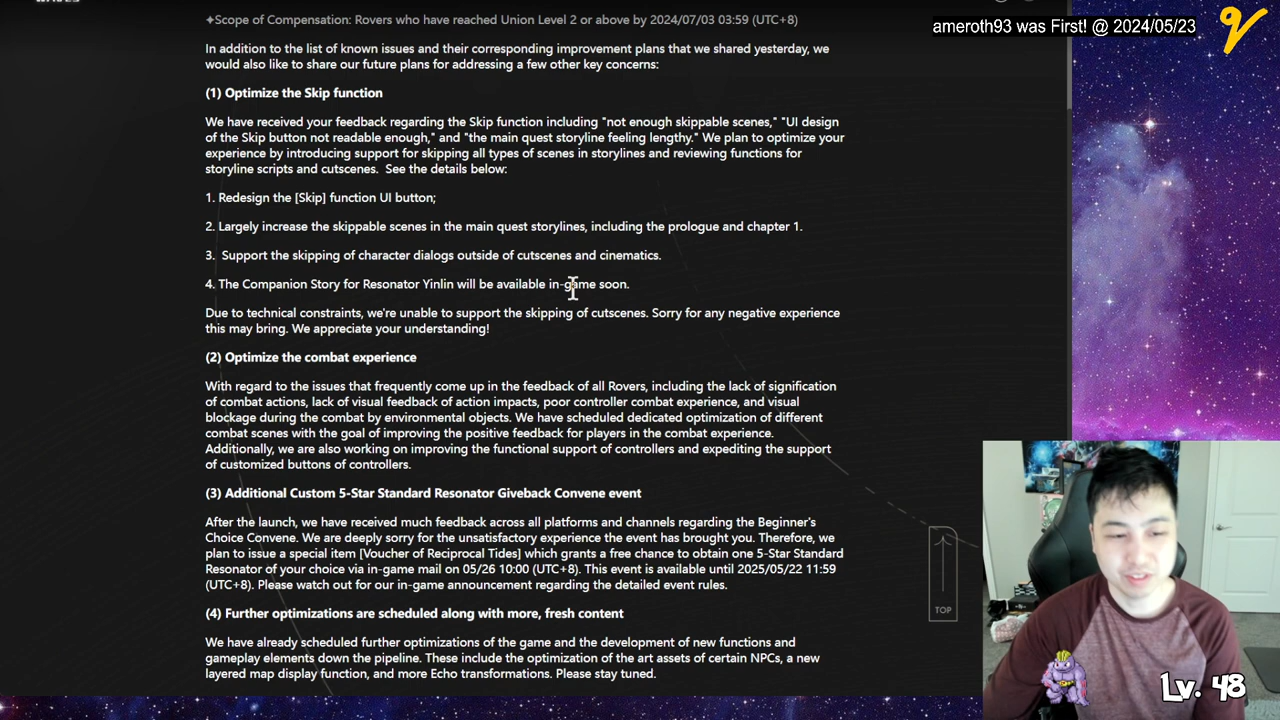 ✦Scope of Compensation: Rovers who have reached Union Level 2 or above by 2024/07/03 03:59 (UTC+8)
ameroth93 was First! @ 2024/05/23
In addition to the list of known issues and their corresponding improvement plans that we shared yesterday, we
would also like to share our future plans for addressing a few other key concerns:
(1) Optimize the Skip function
We have received your feedback regarding the Skip function including "not enough skippable scenes," "UI design
of the Skip button not readable enough," and "the main quest storyline feeling lengthy." We plan to optimize your
experience by introducing support for skipping all types of scenes in storylines and reviewing functions for
storyline scripts and cutscenes.  See the details below:
1. Redesign the [Skip] function UI button;
2. Largely increase the skippable scenes in the main quest storylines, including the prologue and chapter 1.
3.  Support the skipping of character dialogs outside of cutscenes and cinematics.
4. The Companion Story for Resonator Yinlin will be available in-game soon.
Due to technical constraints, we're unable to support the skipping of cutscenes. Sorry for any negative experience
this may bring. We appreciate your understanding!
(2) Optimize the combat experience
With regard to the issues that frequently come up in the feedback of all Rovers, including the lack of signification
of combat actions, lack of visual feedback of action impacts, poor controller combat experience, and visual
blockage during the combat by environmental objects. We have scheduled dedicated optimization of different
combat scenes with the goal of improving the positive feedback for players in the combat experience.
Additionally, we are also working on improving the functional support of controllers and expediting the support
of customized buttons of controllers.
(3) Additional Custom 5-Star Standard Resonator Giveback Convene event
After the launch, we have received much feedback across all platforms and channels regarding the Beginner's
Choice Convene. We are deeply sorry for the unsatisfactory experience the event has brought you. Therefore, we
plan to issue a special item [Voucher of Reciprocal Tides] which grants a free chance to obtain one 5-Star Standard
Resonator of your choice via in-game mail on 05/26 10:00 (UTC+8). This event is available until 2025/05/22 11:59
(UTC+8). Please watch out for our in-game announcement regarding the detailed event rules.
TOP
(4) Further optimizations are scheduled along with more, fresh content
We have already scheduled further optimizations of the game and the development of new functions and
gameplay elements down the pipeline. These include the optimization of the art assets of certain NPCs, a new
layered map display function, and more Echo transformations. Please stay tuned.
Lv. 48